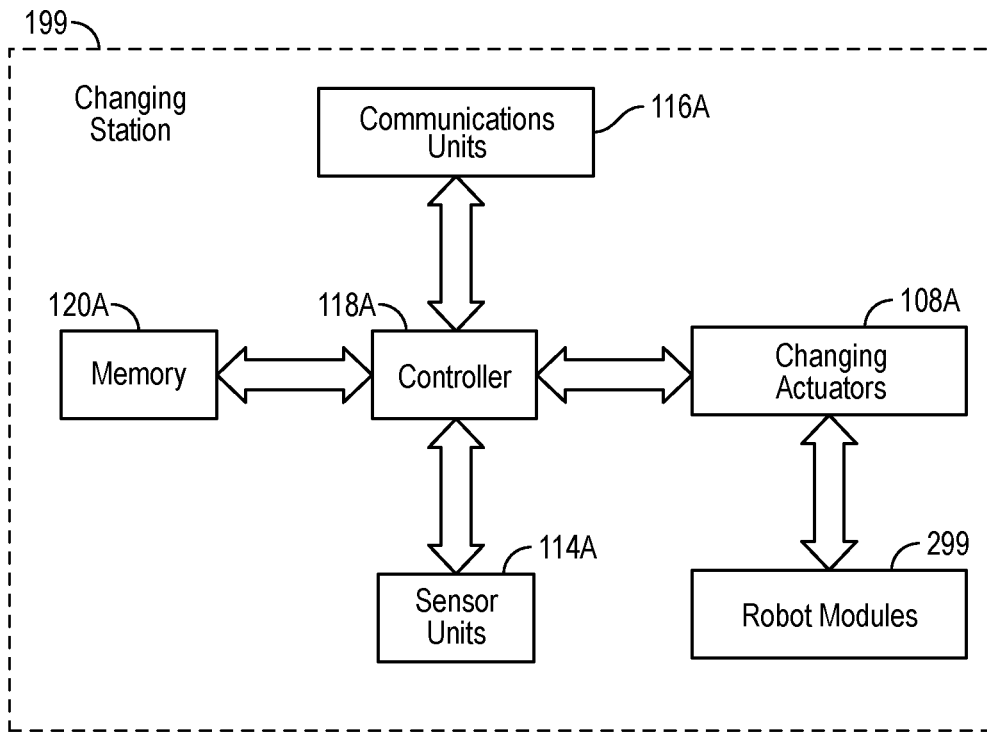 199
Changing
Station
Communications
Units
116A
120A
118A
108A
Memory
Controller
Changing
Actuators
114A
299
Sensor
Units
Robot Modules